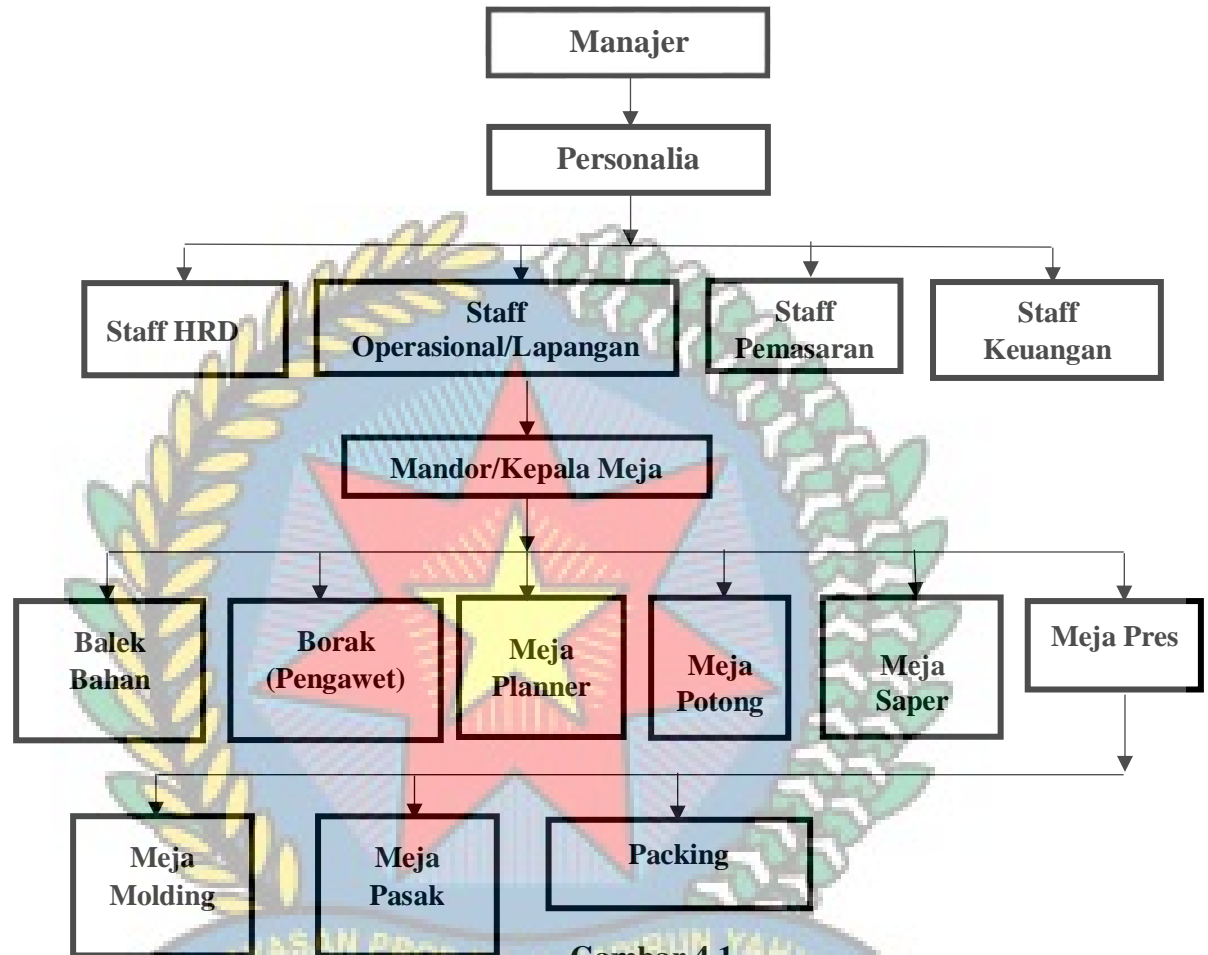 Manajer
Personalia
Staff HRD
Staff
Operasional/Lapangan
Staff
Pemasaran
Staff
Keuangan
Mandor/Kepala Meja
Balek
Bahan
Borak
(Pengawet)
Meja
Planner
Meja
Potong
Meja
Saper
Meja Pres
Meja
Molding
Meja
Pasak
Packing
Gambar 4.1